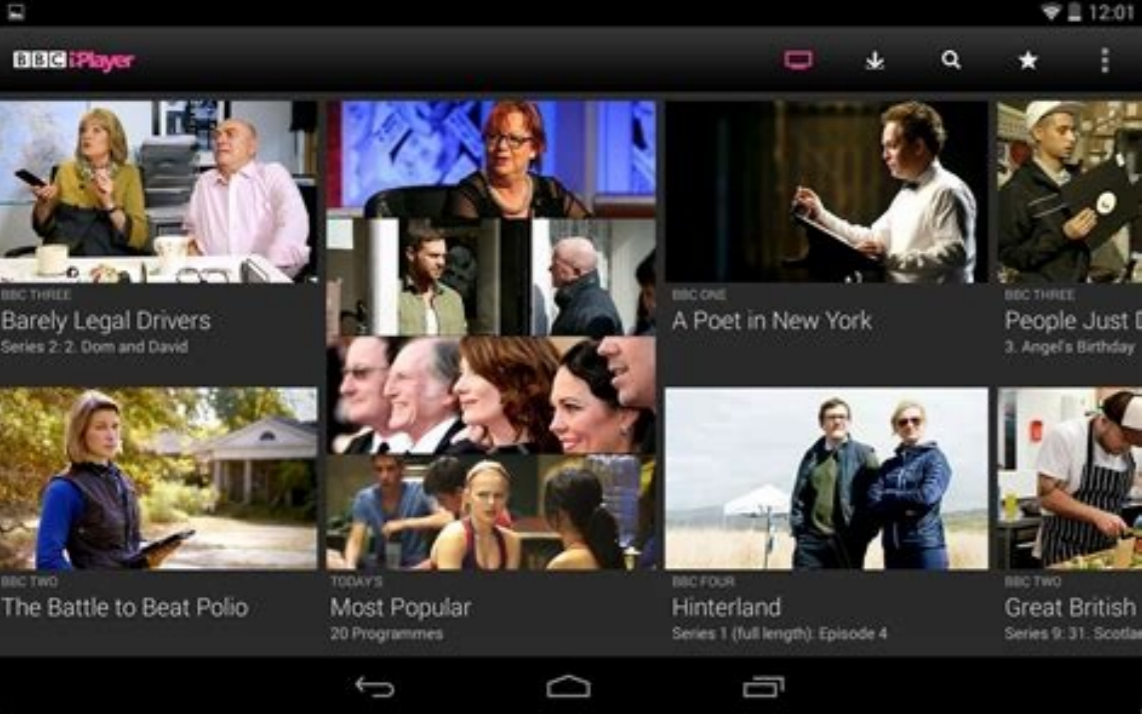 12:01
BBC iPlayer
BBC THREE
Barely Legal Drivers
Series 2: 2. Dom and David
BBC ONE
A Poet in New York
BBC THREE
People Just D
3. Angel's Birthday
BBC TWO
The Battle to Beat Polio
TODAY'S
Most Popular
20 Programmes
BBC FOUR
Hinterland
Series 1 (full length): Episode 4
BBC TWO
Great British
Series 9: 31. Scotla